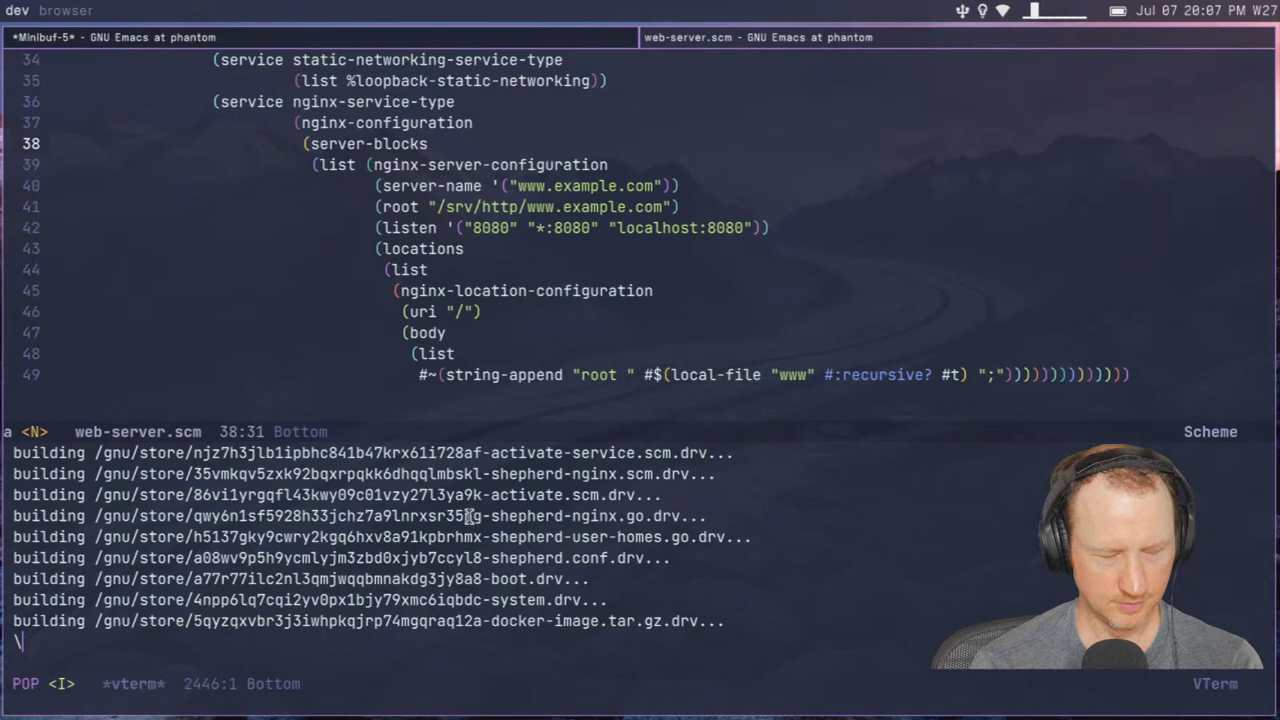 dev browser Jul 07 20:07 PM W27
*Minibuf-5* - GNU Emacs at phantom web-server.scm - GNU Emacs at phantom
34 (service static-networking-service-type
35 (list %loopback-static-networking))
36 (service nginx-service-type
37 (nginx-configuration
38 (server-blocks
39 (list (nginx-server-configuration
40 (server-name '("www.example.com"))
41 (root "/srv/http/www.example.com")
42 (listen '("8080" "*:8080" "localhost:8080"))
43 (locations
44 (list
45 (nginx-location-configuration
46 (uri "/")
47 (body
48 (list
49 #~(string-append "root " #$(local-file "www" #:recursive? #t) ";"))))))))))))))
a <N> web-server.scm 38:31 Bottom Scheme
building /gnu/store/njz7h3jlb1ipbhc841b47krx61i728af-activate-service.scm.drv...
building /gnu/store/35vmkqv5zxk92bqxrpqkk6dhqqlmbskl-shepherd-nginx.scm.drv...
building /gnu/store/86vi1yrgqfl43kwy09c01vzy27l3ya9k-activate.scm.drv...
building -shepherd-nginx.go.drv...
building /gnu/store/h5137gky9cwry2kgq6hxv8a91kpbrhmx-shepherd-user-homes.go.drv...
building /gnu/store/a08wv9p5h9ycmlyjm3zbd0xjyb7ccyl8-shepherd.conf.drv...
building /gnu/store/a77r77ilc2nl3qmjwqqbmnakdg3jy8a8-boot.drv...
building /gnu/store/4npp6lq7cqi2yv0px1bjy79xmc6iqbdc-system.drv...
building /gnu/store/5qyzqxvbr3j3iwhpkqjrp74mgqraq12a-docker-image.tar.gz.drv...
\
POP <I> *vterm* 2446:1 Bottom VTerm